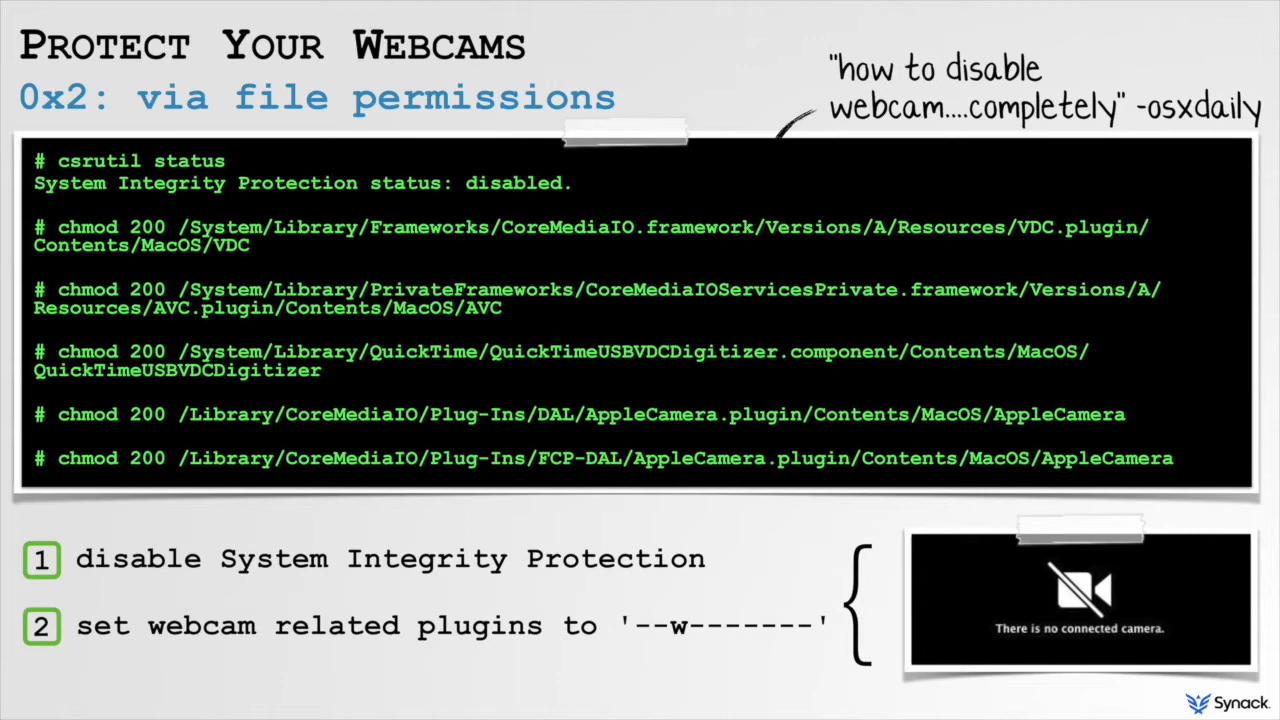 PROTECT YOUR WEBCAMS
0x2: via file permissions
"how to disable
webcam....completely" -osxdaily
# csrutil status
System Integrity Protection status: disabled.
# chmod 200 /System/Library/Frameworks/CoreMediaIO.framework/Versions/A/Resources/VDC.plugin/
Contents/MacOS/VDC
# chmod 200 /System/Library/PrivateFrameworks/CoreMediaIOServicesPrivate.framework/Versions/A/
Resources/AVC.plugin/Contents/MacOS/AVC
# chmod 200 /System/Library/QuickTime/QuickTimeUSBVDCDigitizer.component/Contents/MacOS/
QuickTimeUSBVDCDigitizer
# chmod 200 /Library/CoreMediaIO/Plug-Ins/DAL/AppleCamera.plugin/Contents/MacOS/AppleCamera
# chmod 200 /Library/CoreMediaIO/Plug-Ins/FCP-DAL/AppleCamera.plugin/Contents/MacOS/AppleCamera
1 disable System Integrity Protection
2 set webcam related plugins to '--w-------'
There is no connected camera.
Synack.